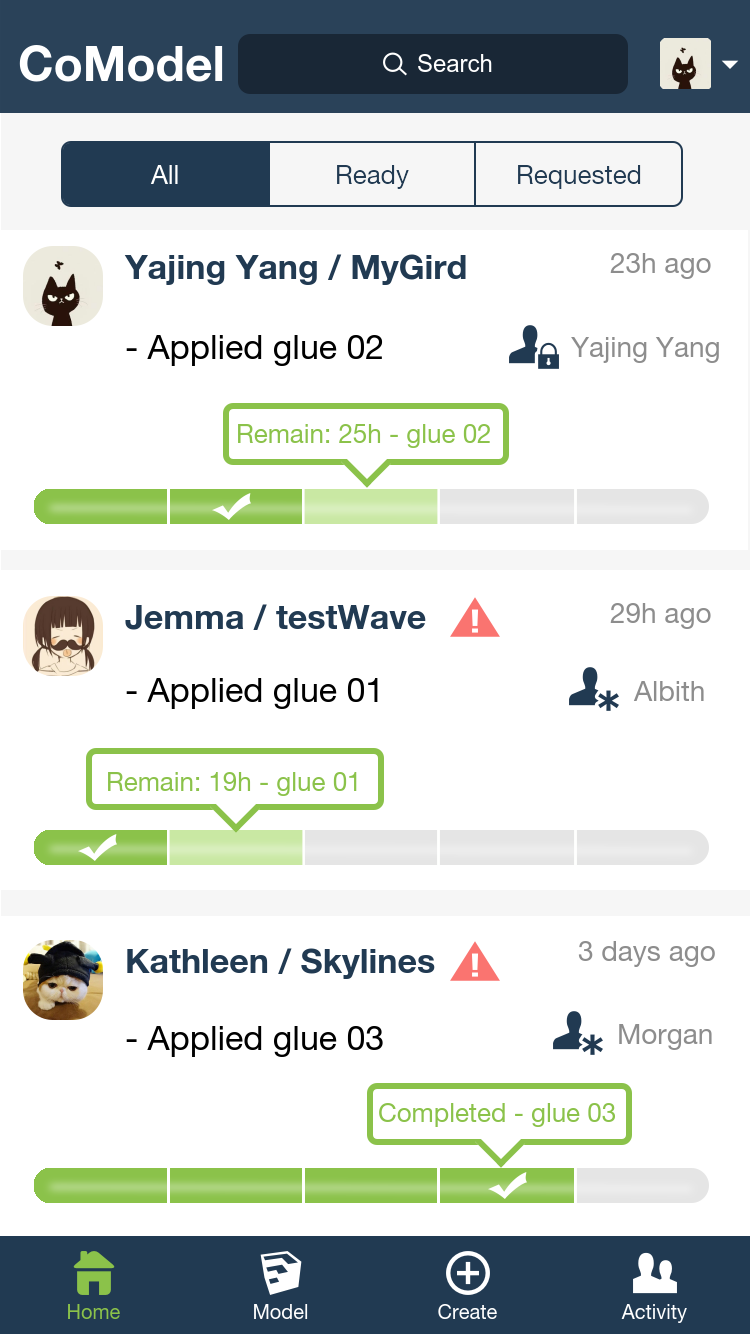 CoModel
Search
All
Ready
Requested
Yajing Yang / MyGird
23h ago
- Applied glue 02
Yajing Yang
Remain: 25h - glue 02
Jemma / testWave
29h ago
- Applied glue 01
Albith
Remain: 19h - glue 01
Kathleen / Skylines
3 days ago
- Applied glue 03
Morgan
Completed - glue 03
Home
Model
Create
Activity